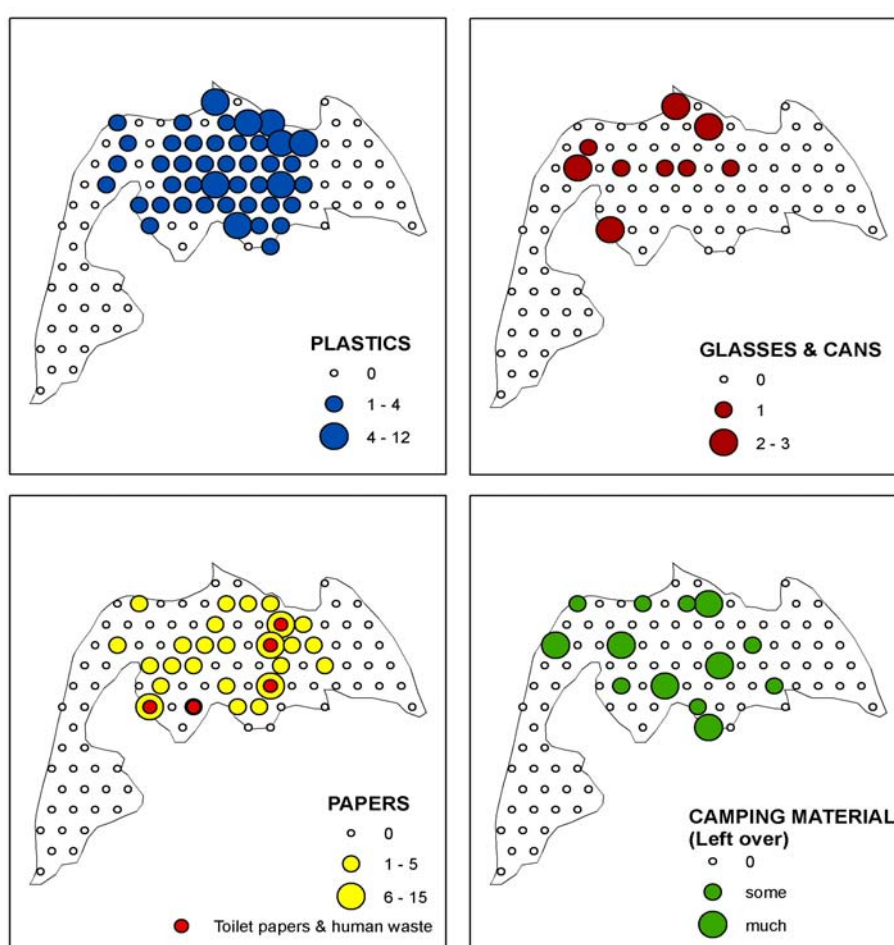 PLASTICS
0
1 - 4
4 - 12
GLASSES & CANS
0
1
2 - 3
PAPERS
0
1 - 5
6 - 15
Toilet papers & human waste
CAMPING MATERIAL
(Left over)
0
some
much